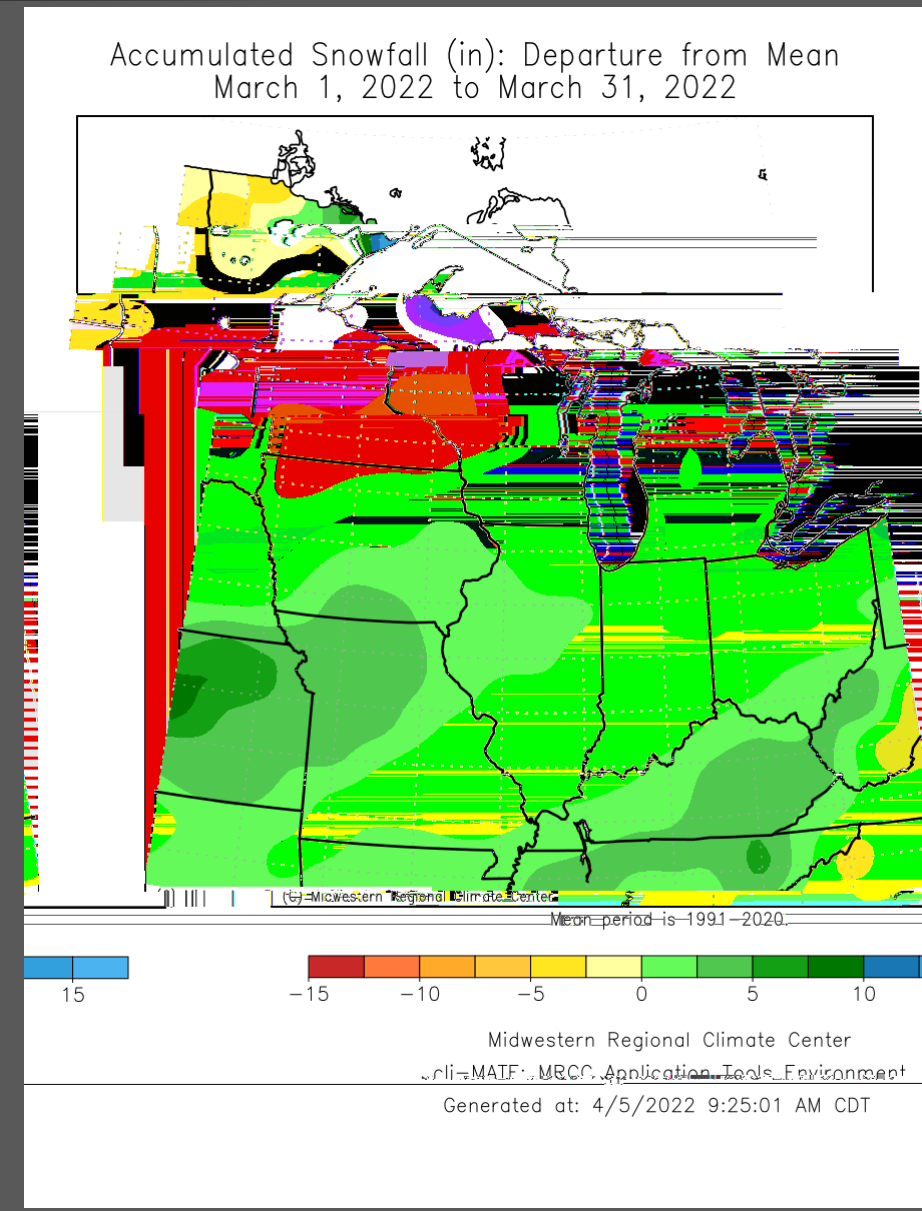 Accumulated Snowfall (in): Departure from Mean
March 1, 2022 to March 31, 2022
(C) Midwestern Regional Climate Center
Mean period is 1991-2020.
15 -15 -10 -5 0 5 10
Midwestern Regional Climate Center
cli-MATE: MRCC Application Tools Environment
Generated at: 4/5/2022 9:25:01 AM CDT